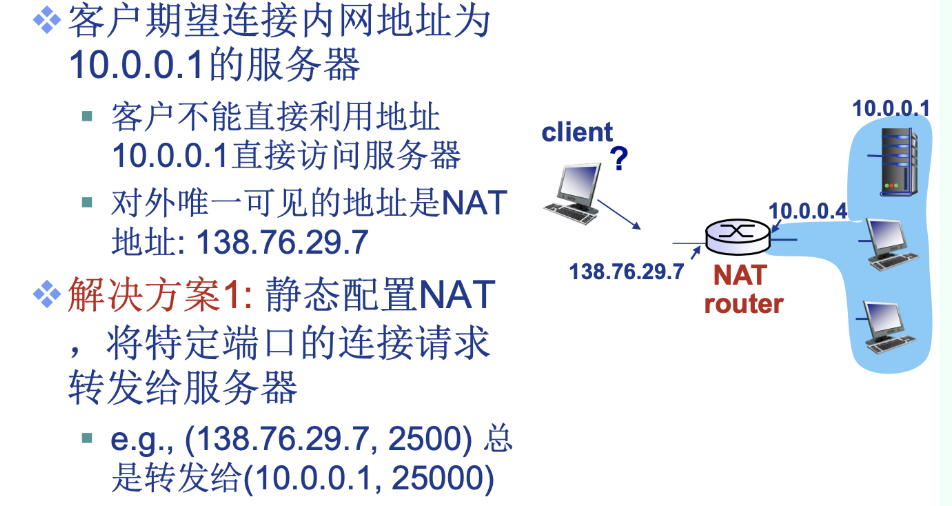 客户期望连接内网地址为
10.0.0.1的服务器
客户不能直接利用地址
10.0.0.1直接访问服务器
对外唯一可见的地址是NAT
地址: 138.76.29.7
解决方案1: 静态配置NAT
，将特定端口的连接请求
转发给服务器
e.g., (138.76.29.7, 2500) 总
是转发给(10.0.0.1, 25000)
10.0.0.1
client
?
10.0.0.4
138.76.29.7
NAT
router